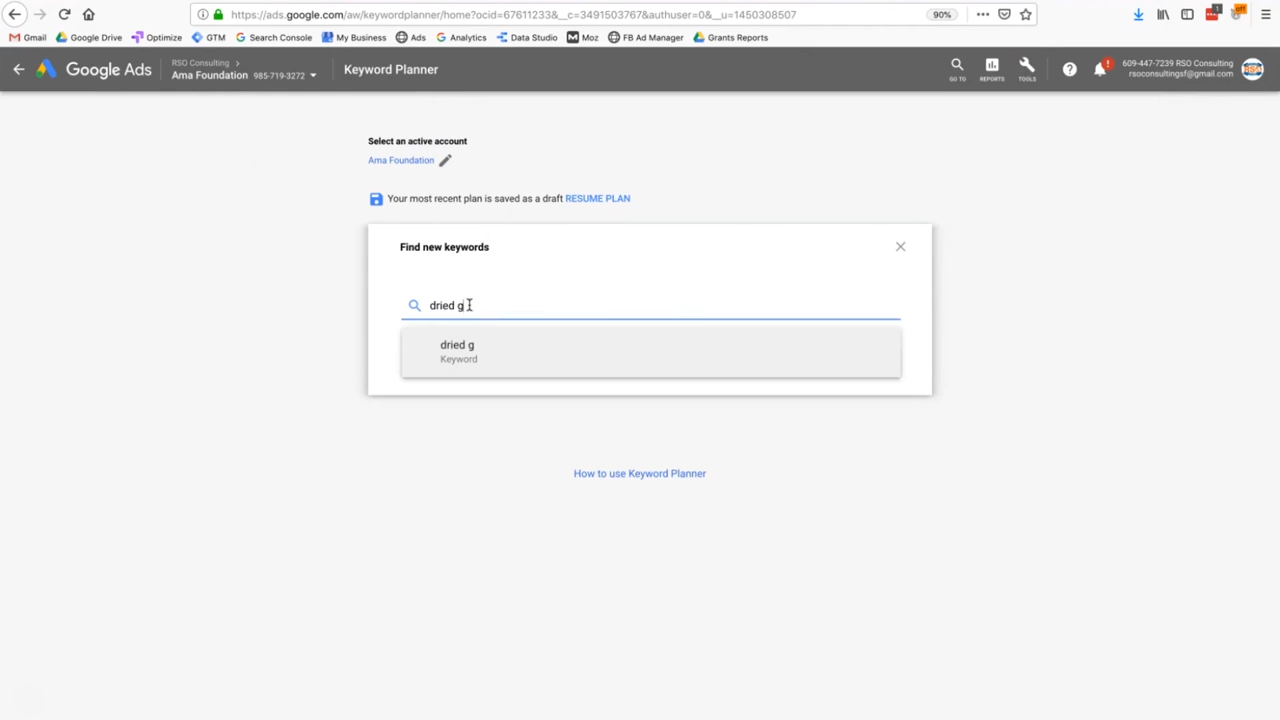 https://ads.google.com/aw/keywordplanner/home?ocid=67611233&__c=3491503767&authuser=0&__u=1450308507
90%
1
off
Gmail
Google Drive
Optimize
GTM
Search Console
My Business
Ads
Analytics
Data Studio
Moz
FB Ad Manager
Grants Reports
Google Ads
RSO Consulting
Ama Foundation 985-719-3272
Keyword Planner
GO TO
REPORTS
TOOLS
!
609-447-7239 RSO Consulting
rsoconsultingsf@gmail.com
RSO
Select an active account
Ama Foundation
Your most recent plan is saved as a draft RESUME PLAN
Find new keywords
dried g
dried g
Keyword
How to use Keyword Planner